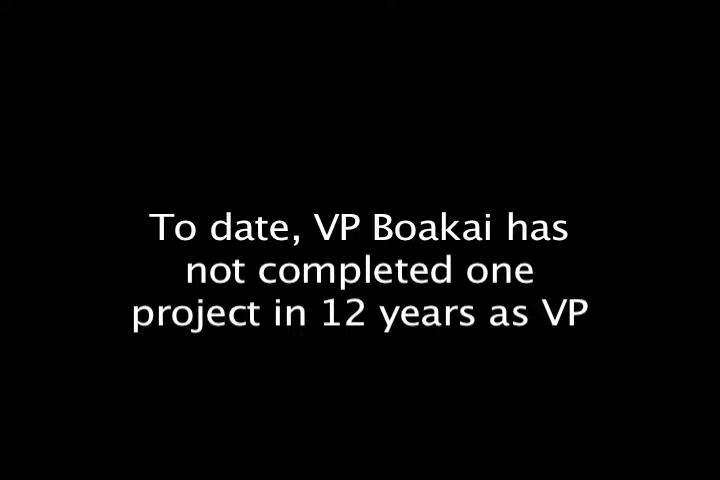 To date, VP Boakai has
not completed one
project in 12 years as VP